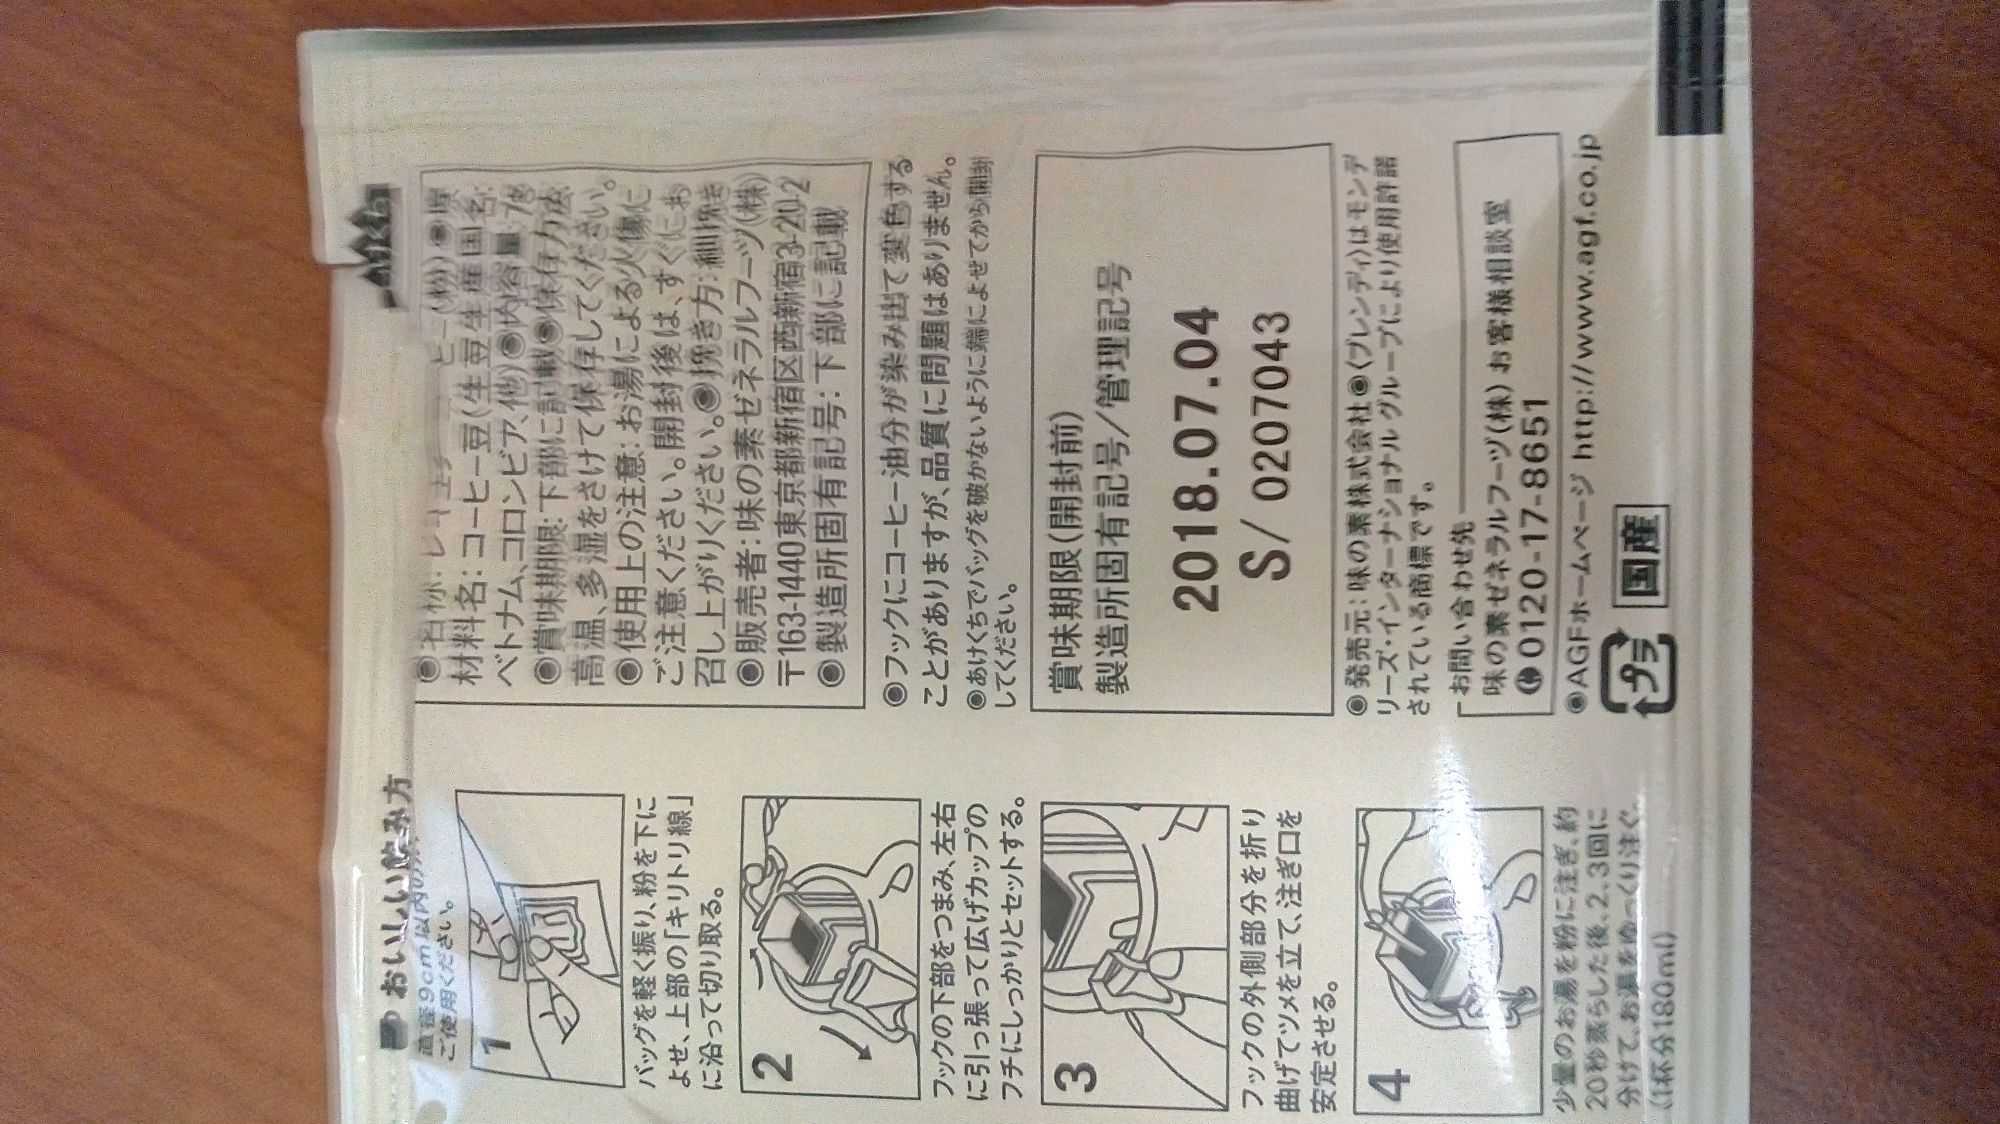 おいしい飲み方
直径9cm以内の
ご使用ください。
1
バッグを軽く振り、粉を下に
よせ、上部の「キリトリ線」
に沿って切り取る。
2
フックの下部をつまみ、左右
に引っ張って広げカップの
フチにしっかりとセットする。
3
フックの外側部分を折り
曲げてツメを立て、注ぎ口を
安定させる。
4
少量のお湯を粉に注ぎ、約
20秒蒸らした後、2、3回に
分けて、お湯をゆっくり注ぐ。
(1杯分180ml)
あけくち
●名称:レギュラーコーヒー(粉)●原
材料名:コーヒー豆(生豆生産国名:
ベトナム、コロンビア、他)●内容量:7g
●賞味期限:下部に記載●保存方法:
高温、多湿をさけて保存してください。
●使用上の注意:お湯による火傷に
ご注意ください。開封後は、すぐにお
召し上がりください。●挽き方:細挽き
●販売者:味の素ゼネラルフーヅ(株)
〒163-1440東京都新宿区西新宿3-20-2
●製造所固有記号:下部に記載
●フックにコーヒー油分が染み出て変色する
ことがありますが、品質に問題はありません。
●あけくちでバッグを破かないように端によせてから開封
してください。
賞味期限(開封前)
製造所固有記号/管理記号
2018.07.04
S/ 0207043
●発売元:味の素株式会社●〈ブレンディ〉はモンデ
リーズ・インターナショナルグループにより使用許諾
されている商標です。
お問い合わせ先
味の素ゼネラルフーヅ(株)お客様相談室
0120-17-8651
●AGFホームページ http://www.agf.co.jp
プラ 国産